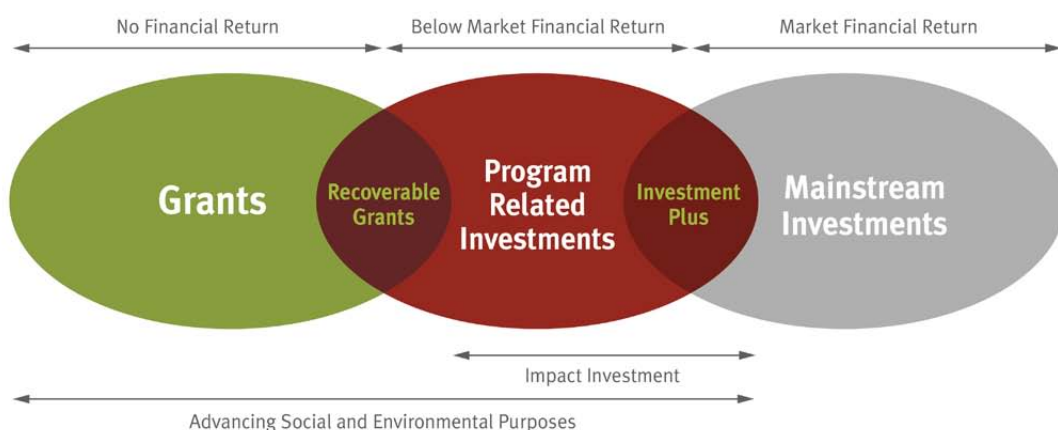 No Financial Return
Below Market Financial Return
Market Financial Return
Grants
Recoverable
Grants
Program
Related
Investments
Investment
Plus
Mainstream
Investments
Impact Investment
Advancing Social and Environmental Purposes